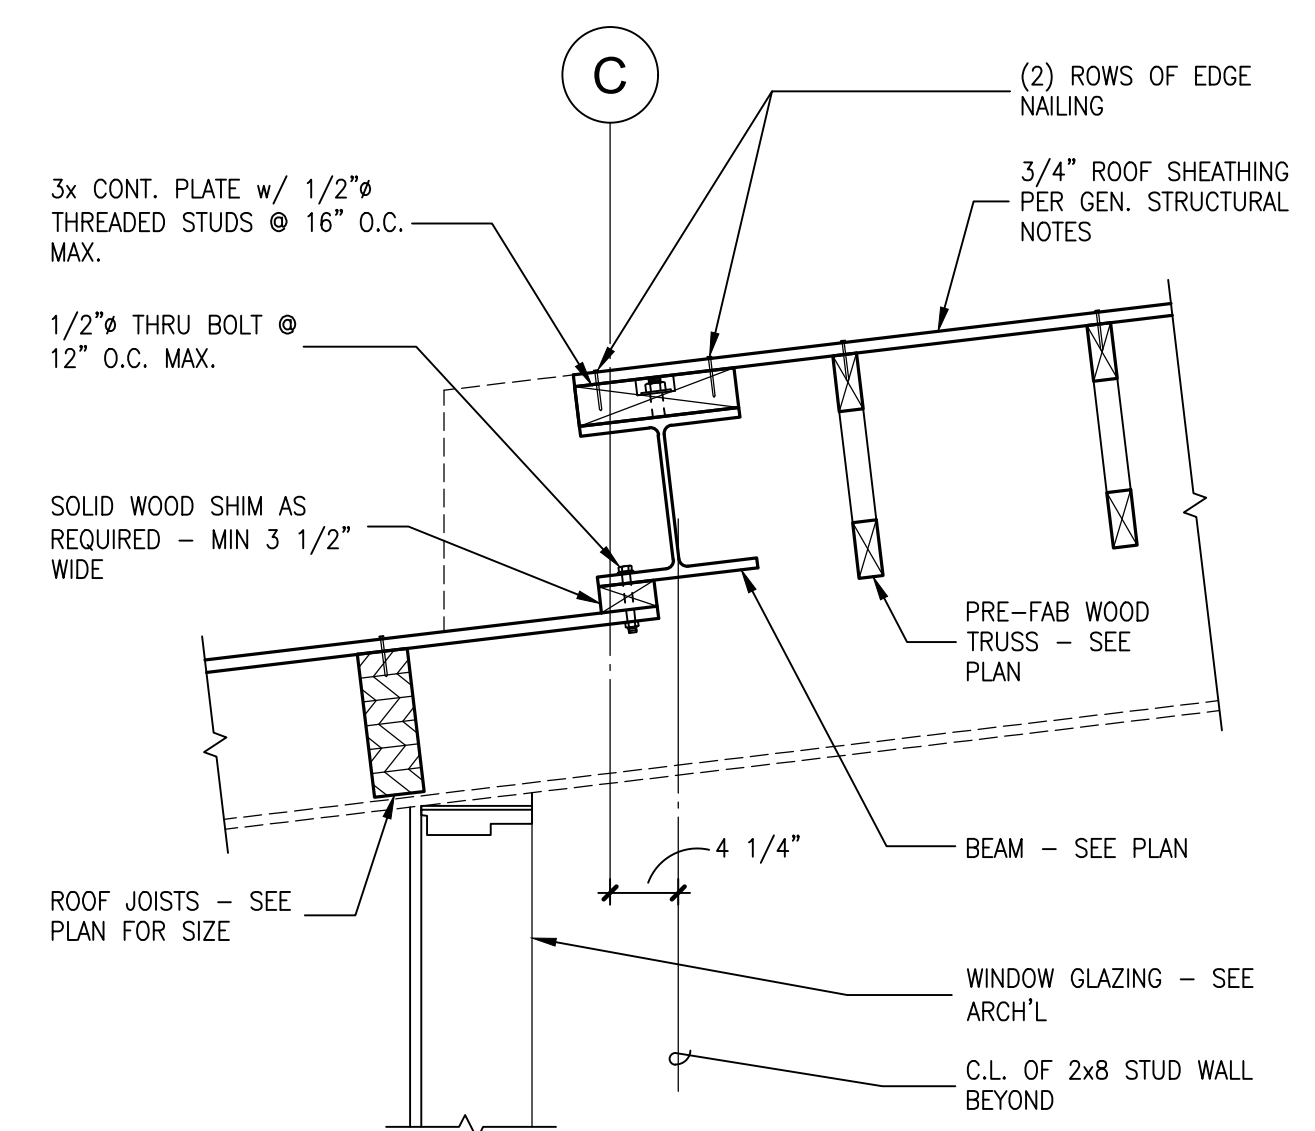 C
(2) ROWS OF EDGE
NAILING
3/4" ROOF SHEATHING
PER GEN. STRUCTURAL
NOTES
3x CONT. PLATE w/ 1/2"ø
THREADED STUDS @ 16" O.C.
MAX.
1/2"ø THRU BOLT @
12" O.C. MAX.
SOLID WOOD SHIM AS
REQUIRED – MIN 3 1/2"
WIDE
PRE–FAB WOOD
TRUSS – SEE
PLAN
4 1/4"
BEAM – SEE PLAN
ROOF JOISTS – SEE
PLAN FOR SIZE
WINDOW GLAZING – SEE
ARCH'L
C.L. OF 2x8 STUD WALL
BEYOND